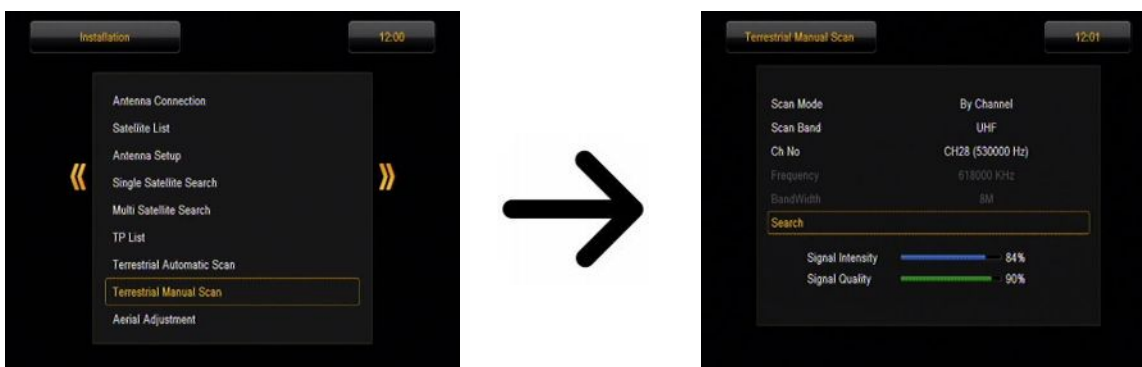 Installation
12:00
Antenna Connection
Satellite List
Antenna Setup
Single Satellite Search
Multi Satellite Search
TP List
Terrestrial Automatic Scan
Terrestrial Manual Scan
Aerial Adjustment
Terrestrial Manual Scan
12:01
Scan Mode By Channel
Scan Band UHF
Ch No CH28 (530000 Hz)
Frequency 618000 KHz
BandWidth 8M
Search
Signal Intensity 84%
Signal Quality 90%